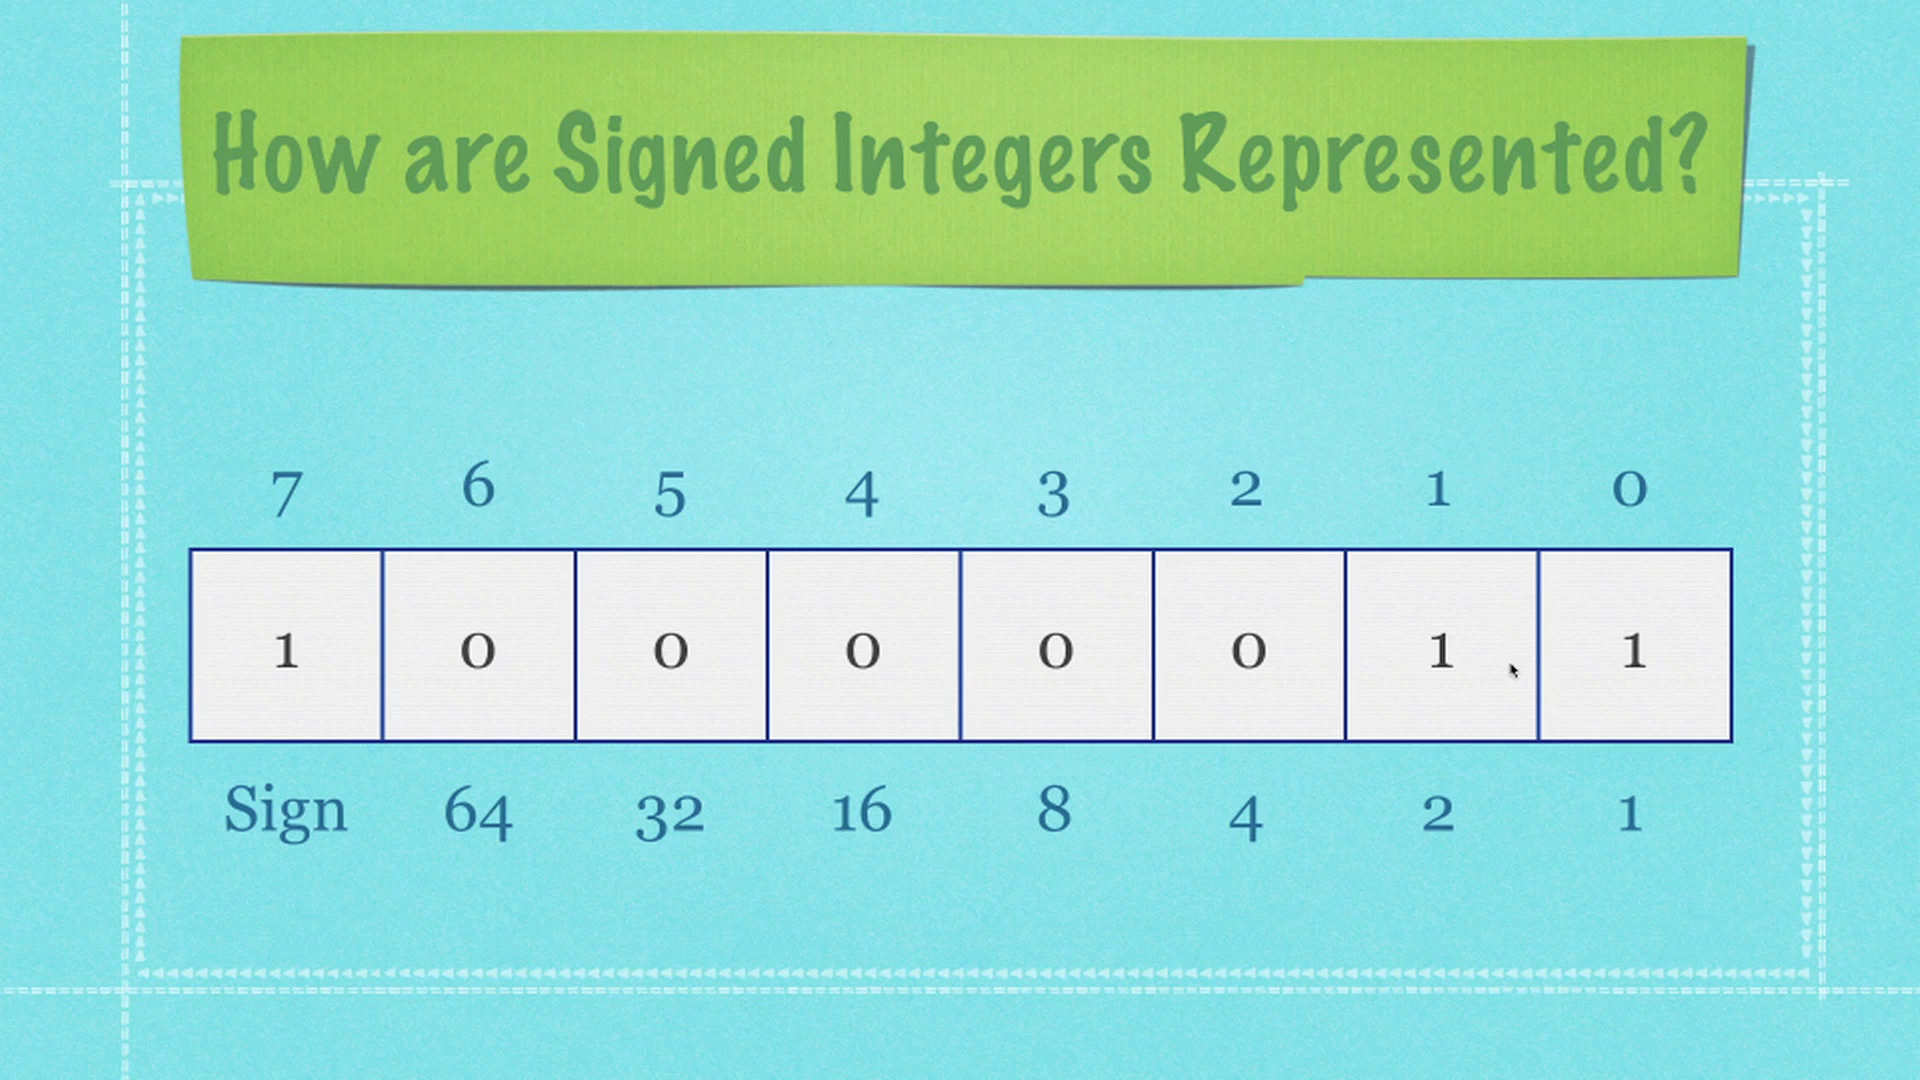 How are Signed Integers Represented?
7 6 5 4 3 2 1 0
1 0 0 0 0 0 1 1
Sign 64 32 16 8 4 2 1